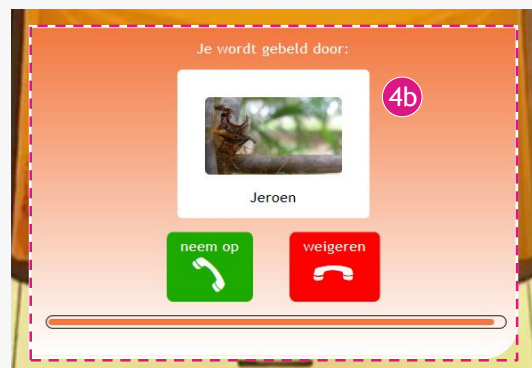 Je wordt gebeld door:
4b
Jeroen
neem op
weigeren